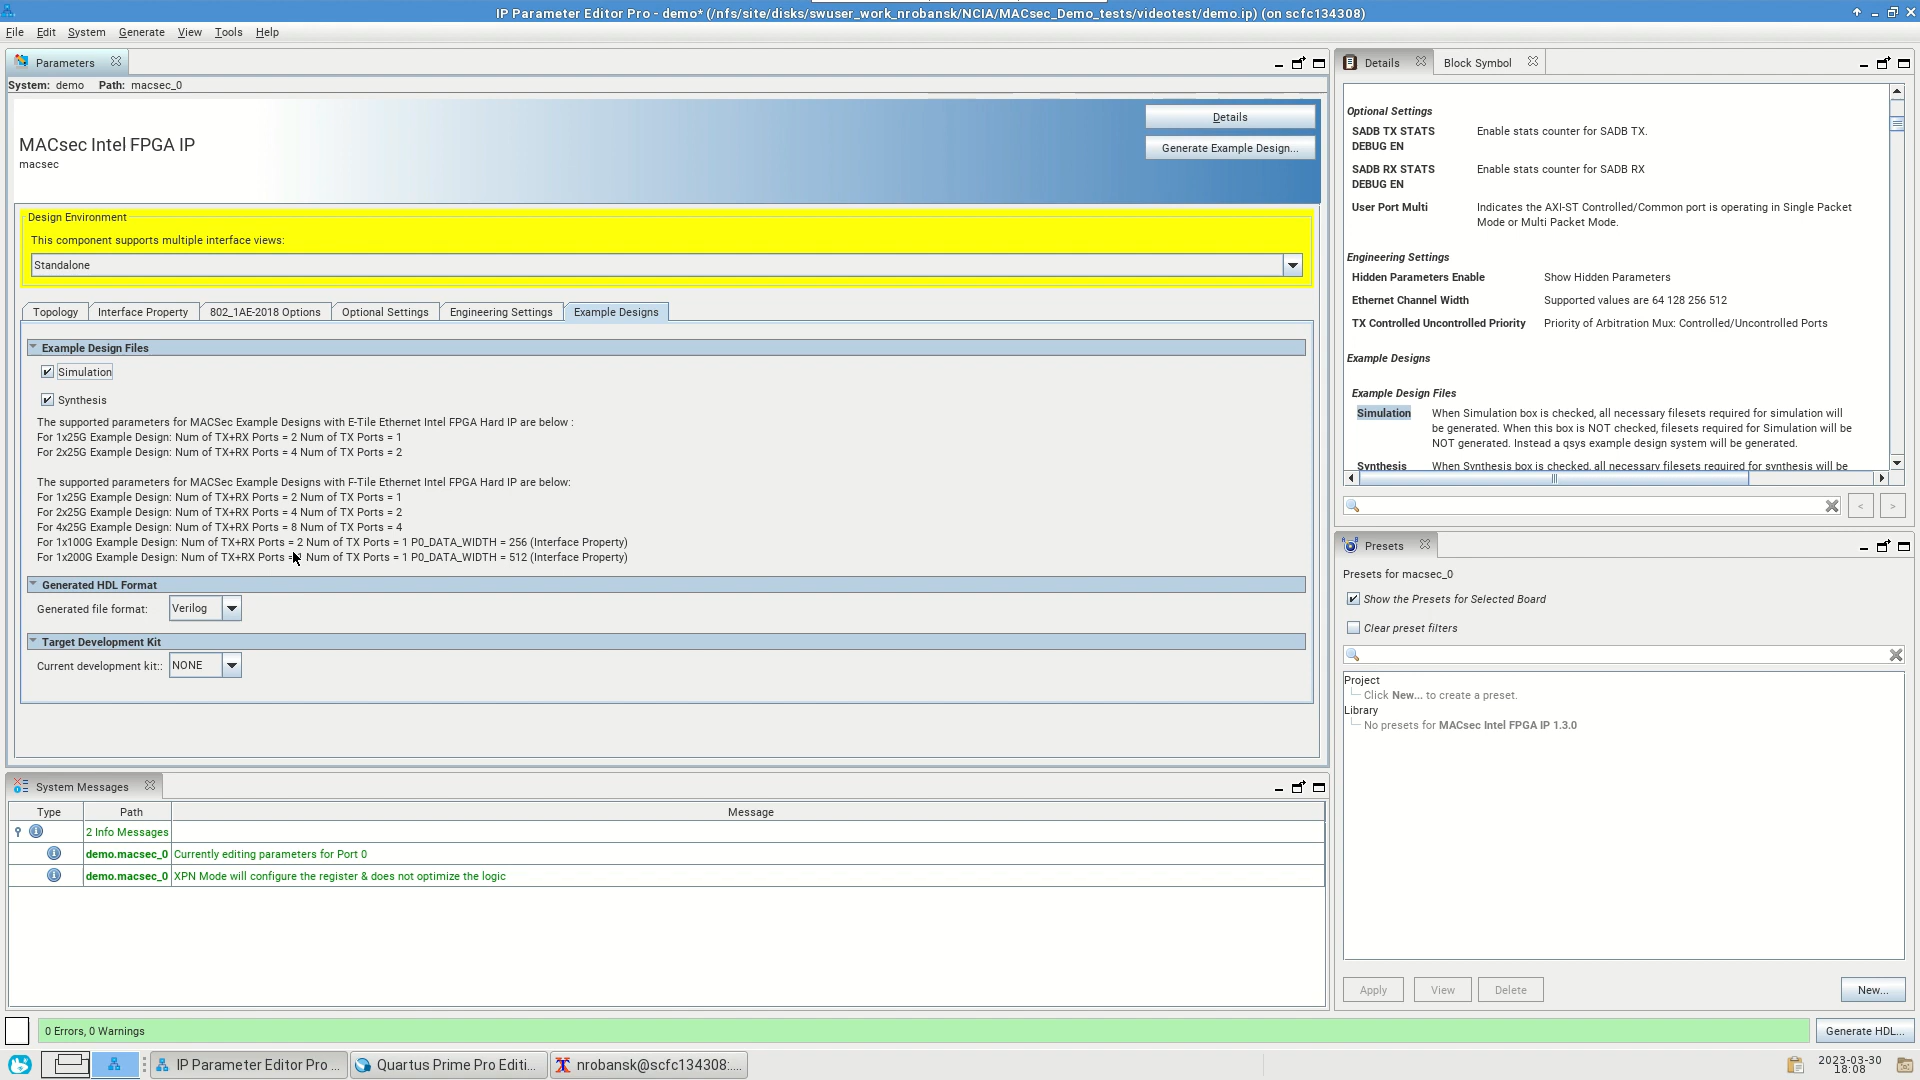 IP Parameter Editor Pro - demo* (/nfs/site/disks/swuser_work_nrobansk/NCIA/MACsec_Demo_tests/videotest/demo.ip) (on scfc134308)
File Edit System Generate View Tools Help
Parameters
System: demo Path: macsec_0
MACsec Intel FPGA IP
macsec
Details
Generate Example Design...
Design Environment
This component supports multiple interface views:
Standalone
Topology Interface Property 802_1AE-2018 Options Optional Settings Engineering Settings Example Designs
Example Design Files
Simulation
Synthesis
The supported parameters for MACSec Example Designs with E-Tile Ethernet Intel FPGA Hard IP are below :
For 1x25G Example Design: Num of TX+RX Ports = 2 Num of TX Ports = 1
For 2x25G Example Design: Num of TX+RX Ports = 4 Num of TX Ports = 2
The supported parameters for MACSec Example Designs with F-Tile Ethernet Intel FPGA Hard IP are below:
For 1x25G Example Design: Num of TX+RX Ports = 2 Num of TX Ports = 1
For 2x25G Example Design: Num of TX+RX Ports = 4 Num of TX Ports = 2
For 4x25G Example Design: Num of TX+RX Ports = 8 Num of TX Ports = 4
For 1x100G Example Design: Num of TX+RX Ports = 2 Num of TX Ports = 1 P0_DATA_WIDTH = 256 (Interface Property)
For 1x200G Example Design: Num of TX+RX Ports = Num of TX Ports = 1 P0_DATA_WIDTH = 512 (Interface Property)
Generated HDL Format
Generated file format: Verilog
Target Development Kit
Current development kit:: NONE
System Messages
Type Path Message
2 Info Messages
demo.macsec_0 Currently editing parameters for Port 0
demo.macsec_0 XPN Mode will configure the register & does not optimize the logic
Details Block Symbol
Optional Settings
SADB TX STATS Enable stats counter for SADB TX.
DEBUG EN
SADB RX STATS Enable stats counter for SADB RX
DEBUG EN
User Port Multi Indicates the AXI-ST Controlled/Common port is operating in Single Packet
Mode or Multi Packet Mode.
Engineering Settings
Hidden Parameters Enable Show Hidden Parameters
Ethernet Channel Width Supported values are 64 128 256 512
TX Controlled Uncontrolled Priority Priority of Arbitration Mux: Controlled/Uncontrolled Ports
Example Designs
Example Design Files
Simulation When Simulation box is checked, all necessary filesets required for simulation will
be generated. When this box is NOT checked, filesets required for Simulation will be
NOT generated. Instead a qsys example design system will be generated.
Synthesis When Synthesis box is checked, all necessary filesets required for synthesis will be
< >
Presets
Presets for macsec_0
Show the Presets for Selected Board
Clear preset filters
Project
Click New... to create a preset.
Library
No presets for MACsec Intel FPGA IP 1.3.0
Apply View Delete New...
0 Errors, 0 Warnings
Generate HDL...
IP Parameter Editor Pro ... Quartus Prime Pro Editi... nrobansk@scfc134308:...
2023-03-30
18:08